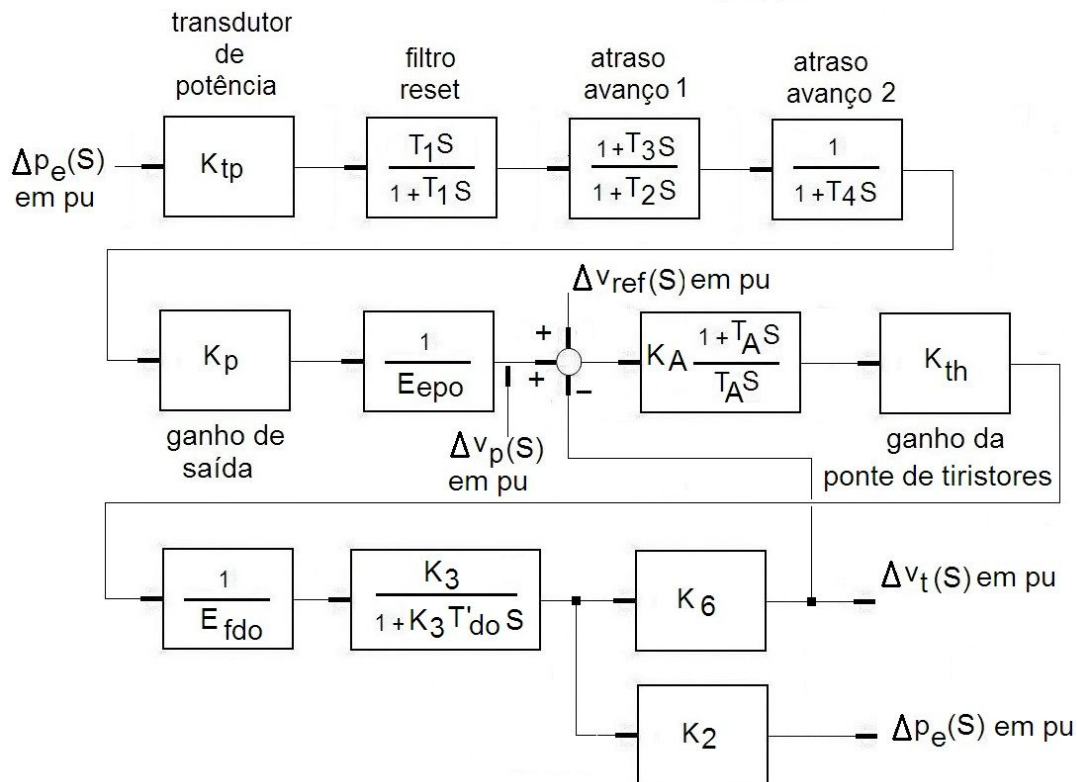 transdutor
de
potência
filtro
reset
atraso
avanço 1
atraso
avanço 2
Δpe(S)
em pu
Ktp
T1S
1+T1S
1+T3S
1+T2S
1
1+T4S
Δvref(S) em pu
Kp
1
Eepo
+
+
−
KA 1+TAS
TAS
Kth
ganho de
saída
Δvp(S)
em pu
ganho da
ponte de tiristores
1
Efdo
K3
1+K3T'doS
K6
Δvt(S) em pu
K2
Δpe(S) em pu